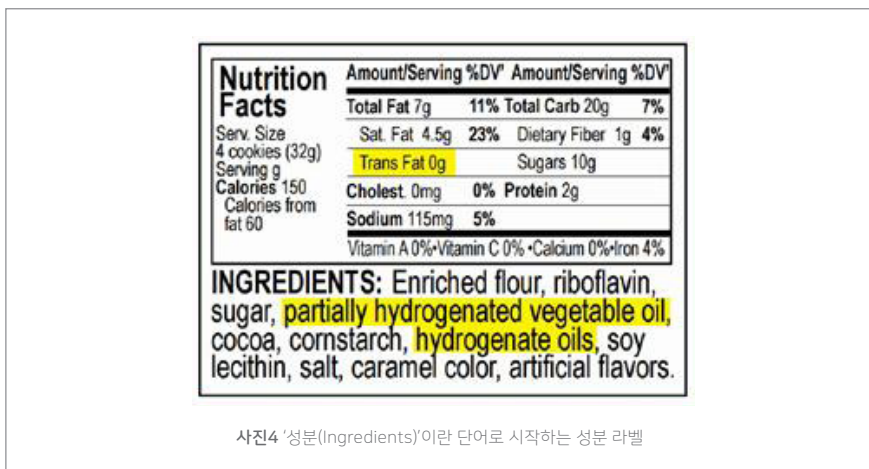 Nutrition Facts
Serv. Size
4 cookies (32g)
Serving g
Calories 150
Calories from
fat 60
Amount/Serving %DV* Amount/Serving %DV*
Total Fat 7g 11% Total Carb 20g 7%
Sat. Fat 4.5g 23% Dietary Fiber 1g 4%
Trans Fat 0g Sugars 10g
Cholest. 0mg 0% Protein 2g
Sodium 115mg 5%
Vitamin A 0%•Vitamin C 0% •Calcium 0%•Iron 4%
INGREDIENTS: Enriched flour, riboflavin,
sugar, partially hydrogenated vegetable oil,
cocoa, cornstarch, hydrogenate oils, soy
lecithin, salt, caramel color, artificial flavors.
사진4 '성분(Ingredients)'이란 단어로 시작하는 성분 라벨